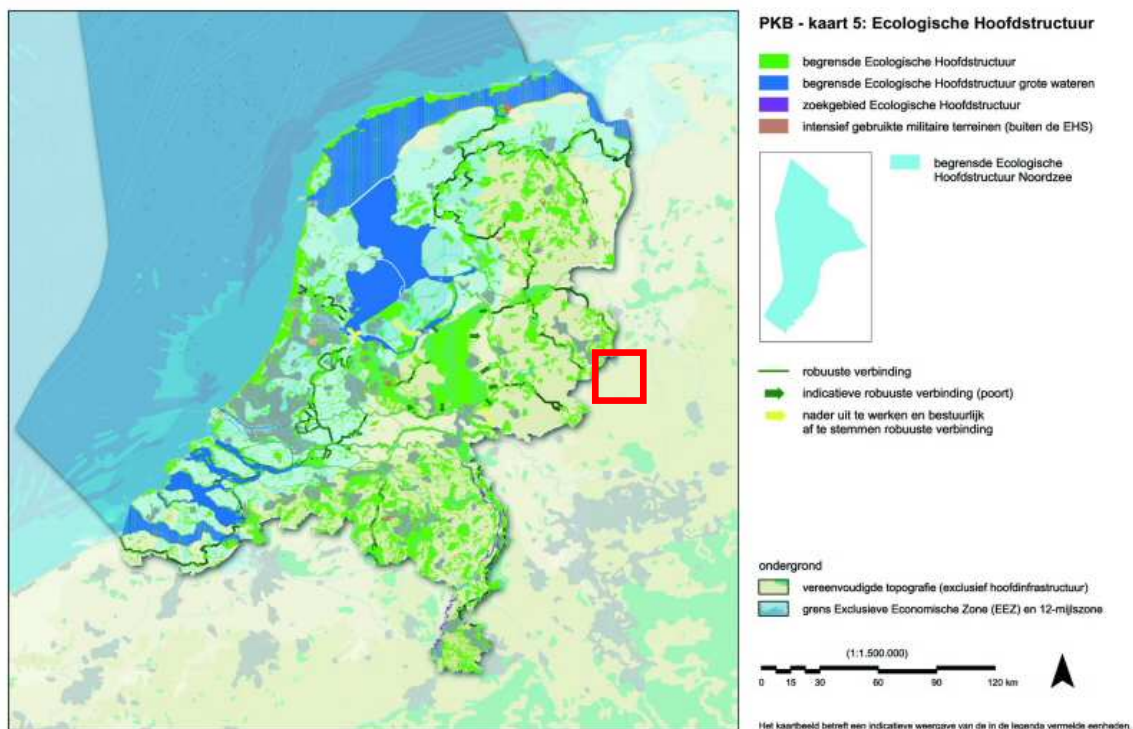 PKB - kaart 5: Ecologische Hoofdstructuur
begrensde Ecologische Hoofdstructuur
begrensde Ecologische Hoofdstructuur grote wateren
zoekgebied Ecologische Hoofdstructuur
intensief gebruikte militaire terreinen (buiten de EHS)
begrensde Ecologische
Hoofdstructuur Noordzee
robuuste verbinding
indicatieve robuuste verbinding (poort)
nader uit te werken en bestuurlijk
af te stemmen robuuste verbinding
ondergrond
vereenvoudigde topografie (exclusief hoofdinfrastructuur)
grens Exclusieve Economische Zone (EEZ) en 12-mijlszone
(1:1.500.000)
0 15 30 60 90 120 km
Het kaartbeeld betreft een indicatieve weergave van de in de legenda vermelde eenheden.